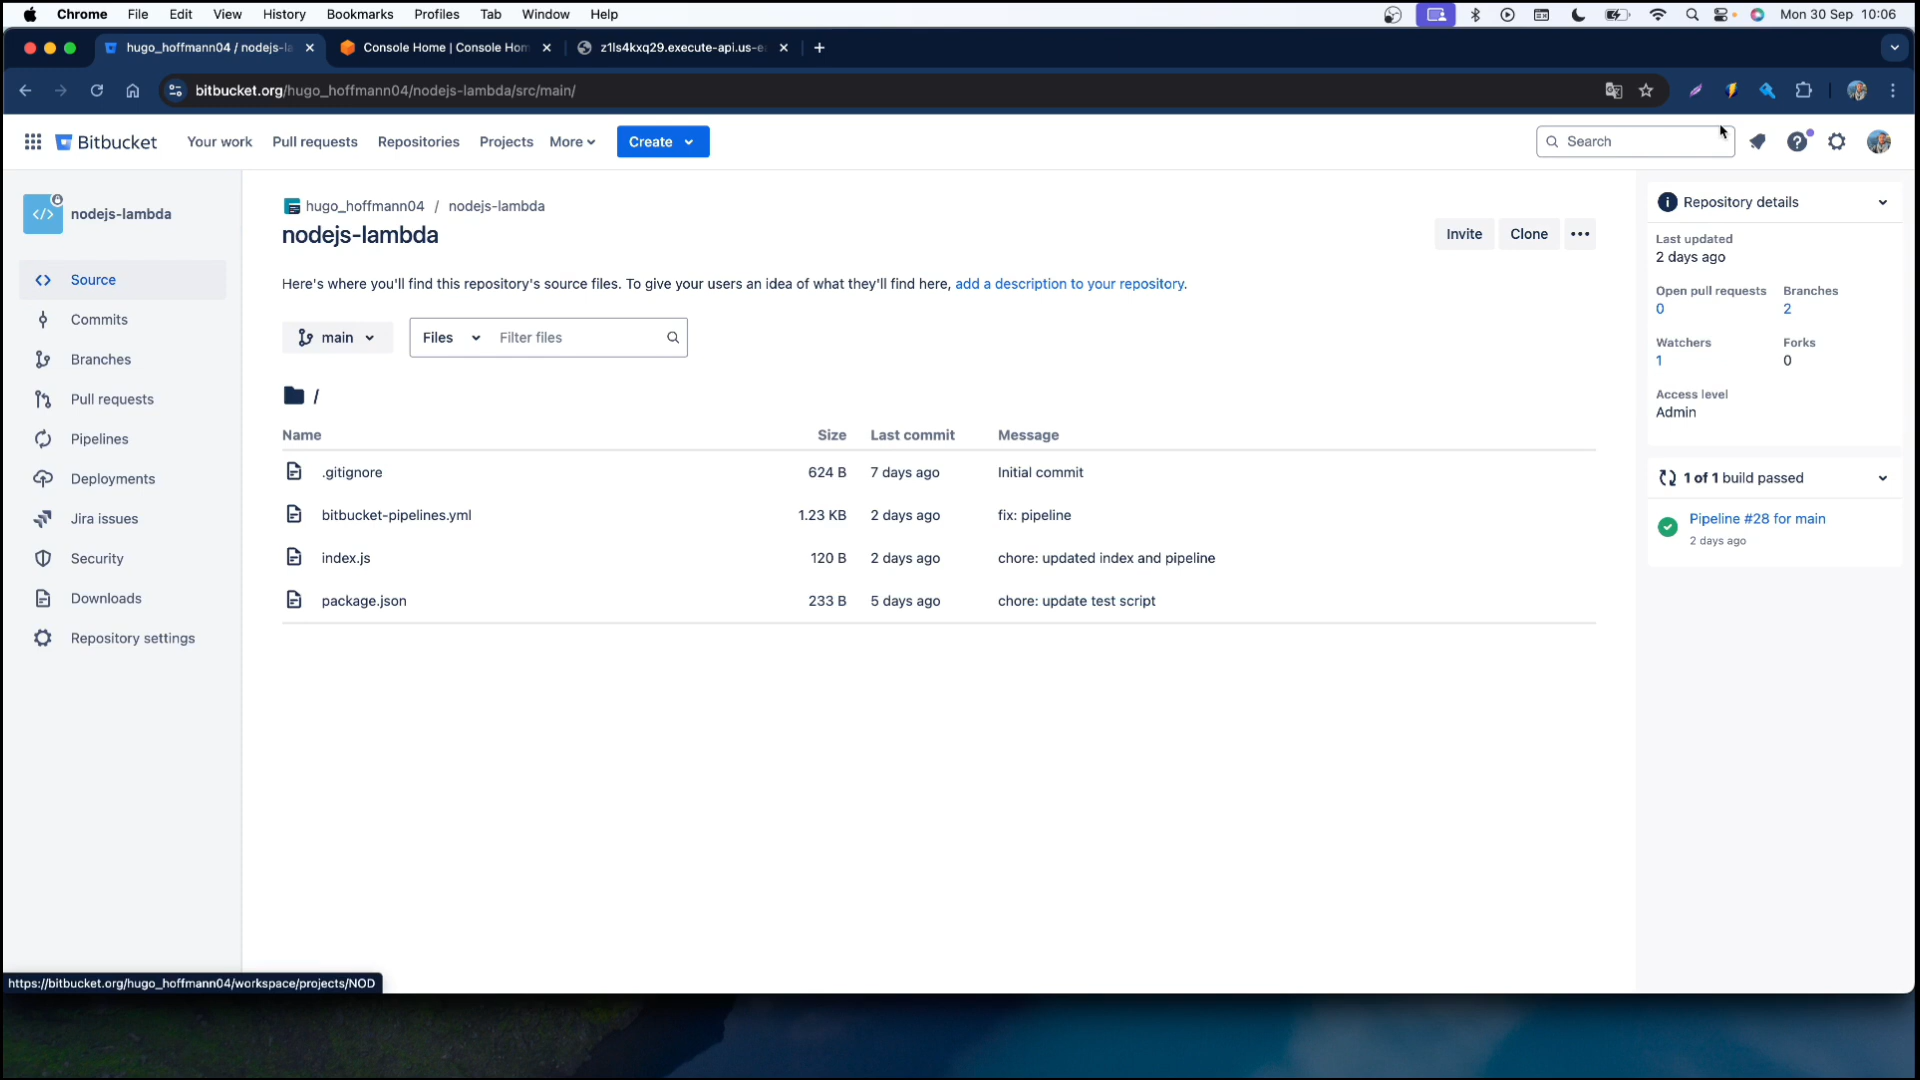 Chrome File Edit View History Bookmarks Profiles Tab Window Help Mon 30 Sep 10:06
hugo_hoffmann04 / nodejs-la Console Home | Console Hom z1ls4kxq29.execute-api.us-ea
bitbucket.org/hugo_hoffmann04/nodejs-lambda/src/main/
Bitbucket Your work Pull requests Repositories Projects More Create Search
nodejs-lambda
Source
Commits
Branches
Pull requests
Pipelines
Deployments
Jira issues
Security
Downloads
Repository settings
hugo_hoffmann04 / nodejs-lambda
nodejs-lambda
Invite Clone
Here's where you'll find this repository's source files. To give your users an idea of what they'll find here, add a description to your repository.
main Files Filter files
/
Name Size Last commit Message
.gitignore 624 B 7 days ago Initial commit
bitbucket-pipelines.yml 1.23 KB 2 days ago fix: pipeline
index.js 120 B 2 days ago chore: updated index and pipeline
package.json 233 B 5 days ago chore: update test script
Repository details
Last updated
2 days ago
Open pull requests Branches
0 2
Watchers Forks
1 0
Access level
Admin
1 of 1 build passed
Pipeline #28 for main
2 days ago
https://bitbucket.org/hugo_hoffmann04/workspace/projects/NOD